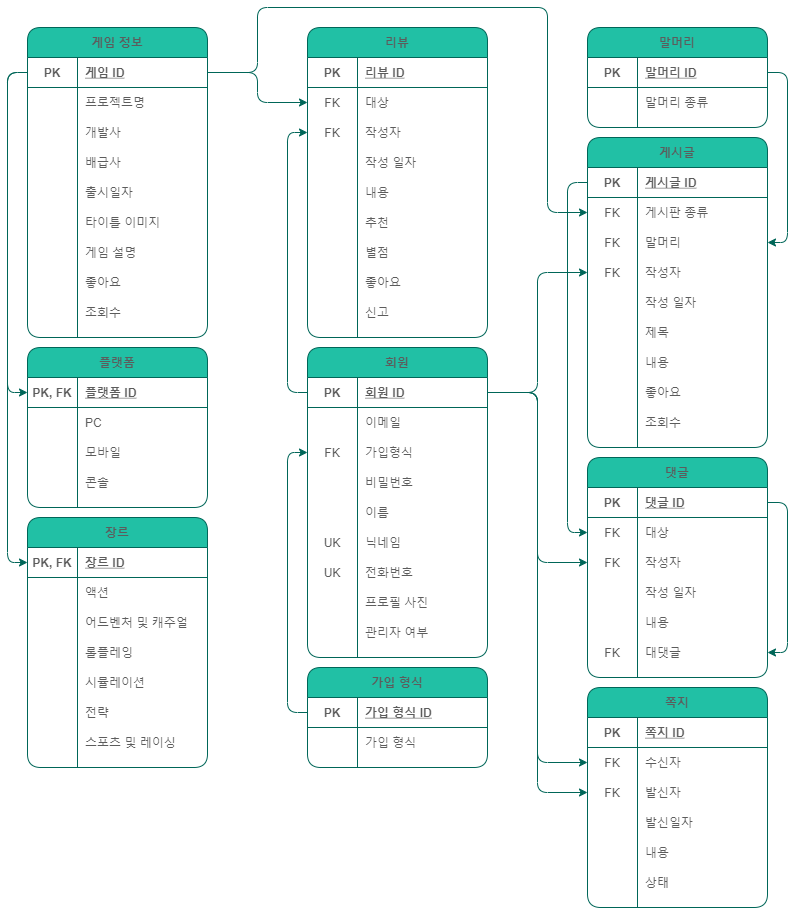 게임 정보
PK 게임 ID
프로젝트명
개발사
배급사
출시일자
타이틀 이미지
게임 설명
좋아요
조회수
플랫폼
PK, FK 플랫폼 ID
PC
모바일
콘솔
장르
PK, FK 장르 ID
액션
어드벤처 및 캐주얼
롤플레잉
시뮬레이션
전략
스포츠 및 레이싱
리뷰
PK 리뷰 ID
FK 대상
FK 작성자
작성 일자
내용
추천
별점
좋아요
신고
회원
PK 회원 ID
이메일
FK 가입형식
비밀번호
이름
UK 닉네임
UK 전화번호
프로필 사진
관리자 여부
가입 형식
PK 가입 형식 ID
가입 형식
말머리
PK 말머리 ID
말머리 종류
게시글
PK 게시글 ID
FK 게시판 종류
FK 말머리
FK 작성자
작성 일자
제목
내용
좋아요
조회수
댓글
PK 댓글 ID
FK 대상
FK 작성자
작성 일자
내용
FK 대댓글
쪽지
PK 쪽지 ID
FK 수신자
FK 발신자
발신일자
내용
상태